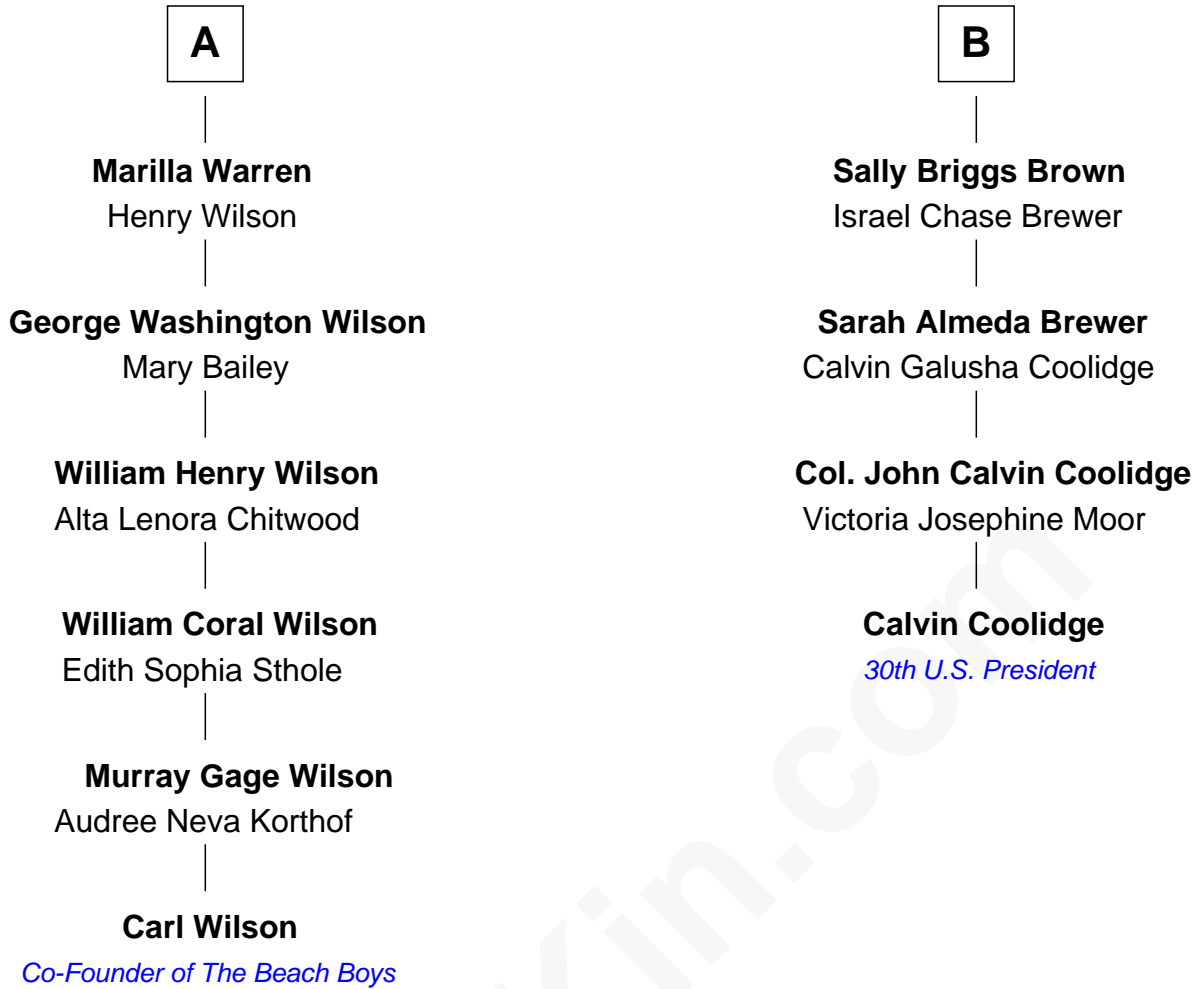 A
Marilla Warren
Henry Wilson
George Washington Wilson
Mary Bailey
William Henry Wilson
Alta Lenora Chitwood
William Coral Wilson
Edith Sophia Sthole
Murray Gage Wilson
Audree Neva Korthof
Carl Wilson
Co-Founder of The Beach Boys
B
Sally Briggs Brown
Israel Chase Brewer
Sarah Almeda Brewer
Calvin Galusha Coolidge
Col. John Calvin Coolidge
Victoria Josephine Moor
Calvin Coolidge
30th U.S. President